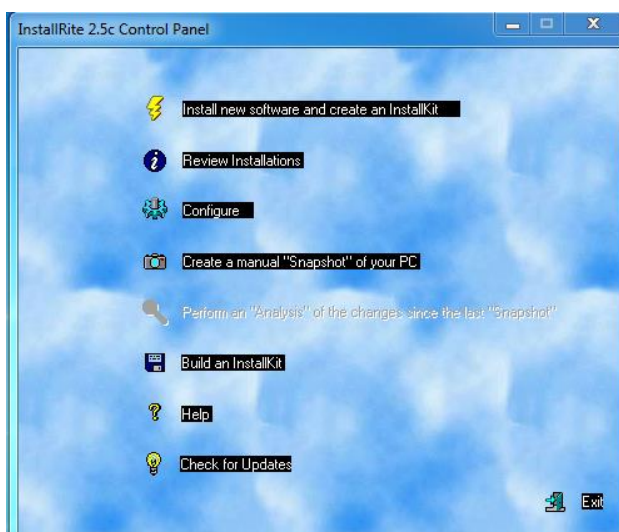 InstallRite 2.5c Control Panel
Install new software and create an InstallKit
Review Installations
Configure
Create a manual "Snapshot" of your PC
Perform an "Analysis" of the changes since the last "Snapshot"
Build an InstallKit
Help
Check for Updates
Exit